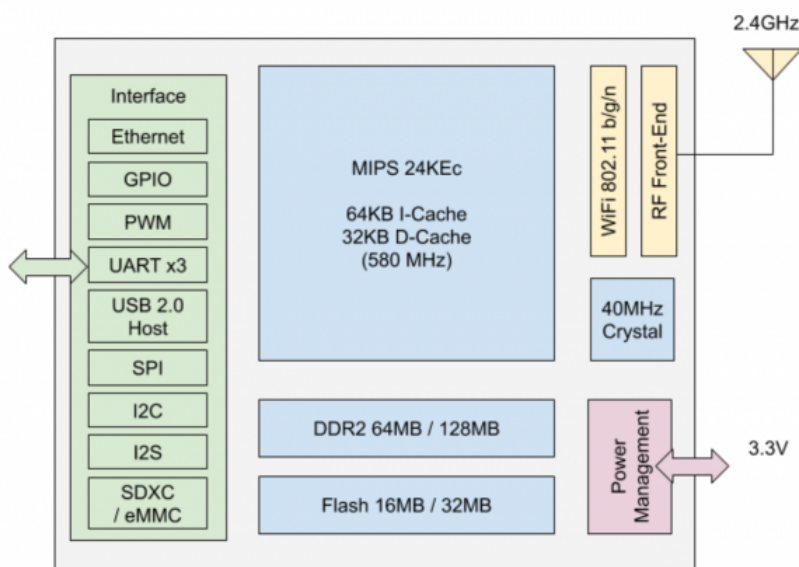 2.4GHz
Interface
Ethernet
GPIO
PWM
UART x3
USB 2.0
Host
SPI
I2C
I2S
SDXC
/ eMMC
MIPS 24KEc
64KB I-Cache
32KB D-Cache
(580 MHz)
DDR2 64MB / 128MB
Flash 16MB / 32MB
WiFi 802.11 b/g/n
RF Front-End
40MHz
Crystal
Power
Management
3.3V